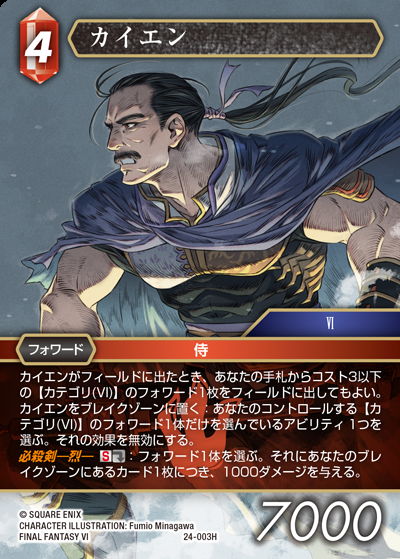 4
カイエン
VI
フォワード
侍
カイエンがフィールドに出たとき、あなたの手札からコスト3以下
の【カテゴリ(VI)】のフォワード1枚をフィールドに出してもよい。
カイエンをブレイクゾーンに置く：あなたのコントロールする【カ
テゴリ(VI)】のフォワード1体だけを選んでいるアビリティ 1つを
選ぶ。それの効果を無効にする。
必殺剣―烈― S：フォワード1体を選ぶ。それにあなたのブレ
イクゾーンにあるカード1枚につき、1000ダメージを与える。
© SQUARE ENIX
CHARACTER ILLUSTRATION: Fumio Minagawa
FINAL FANTASY VI
24-003H
7000